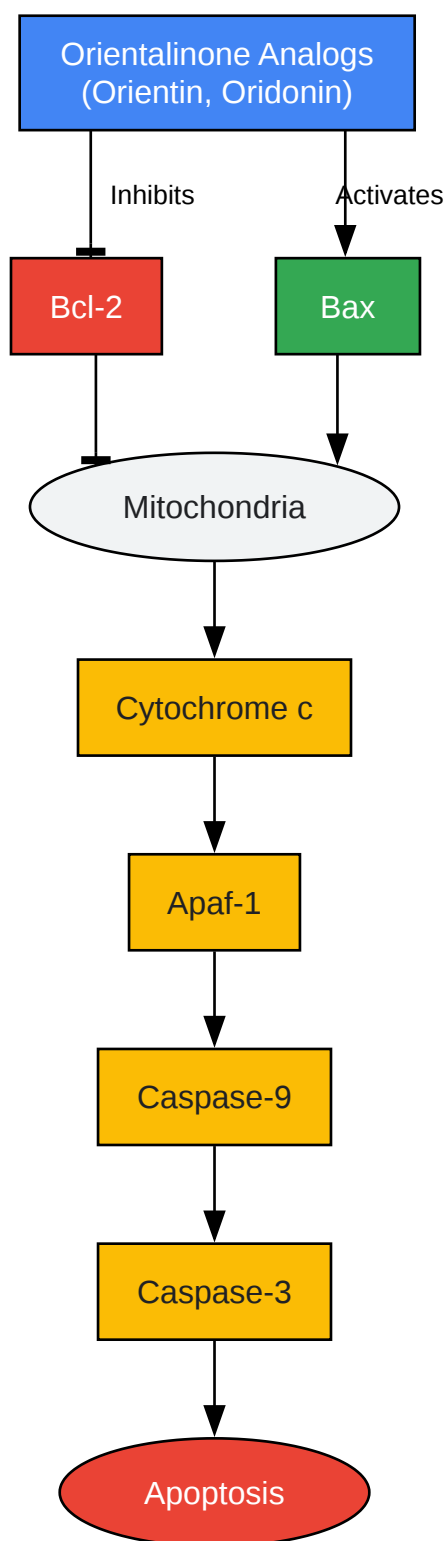 Orientalinone Analogs
(Orientin, Oridonin)
Inhibits
Activates
Bcl-2
Bax
Mitochondria
Cytochrome c
Apaf-1
Caspase-9
Caspase-3
Apoptosis